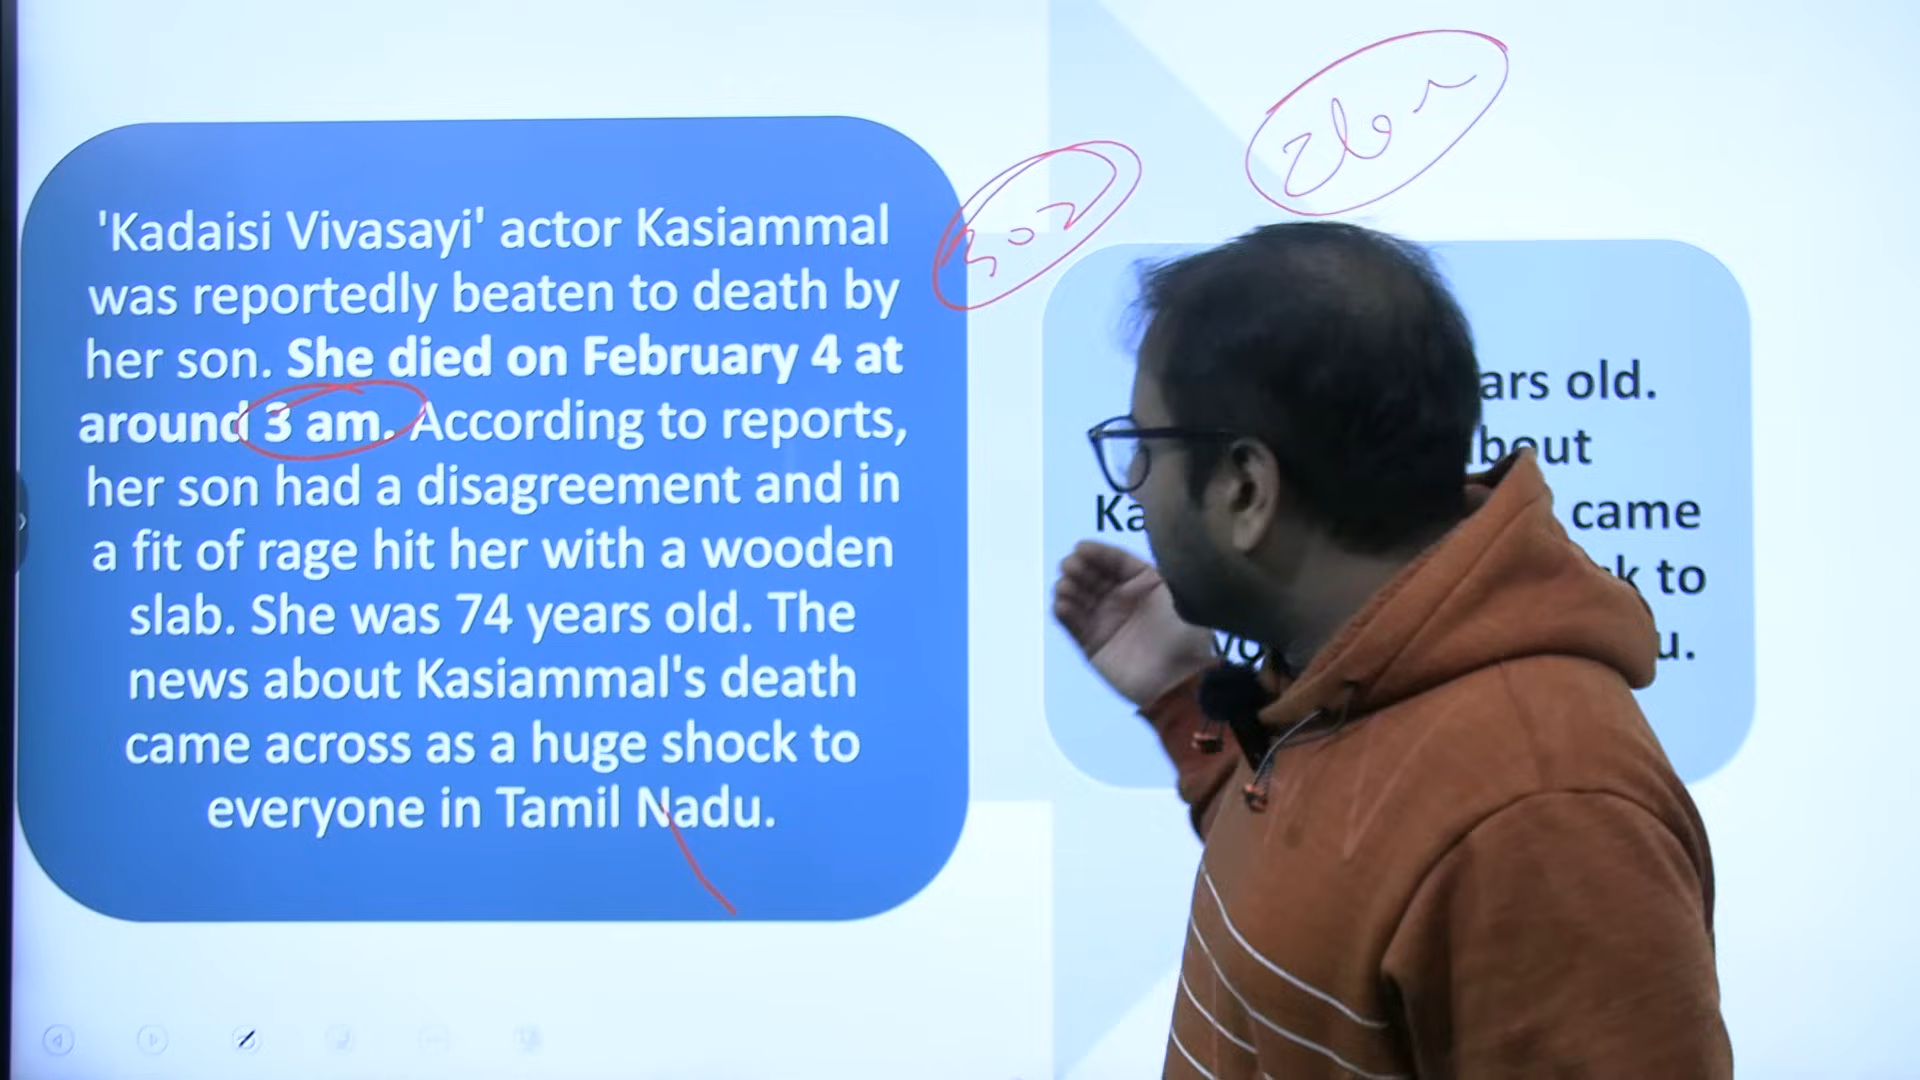 'Kadaisi Vivasayi' actor Kasiammal
was reportedly beaten to death by
her son. She died on February 4 at
around 3 am. According to reports,
her son had a disagreement and in
a fit of rage hit her with a wooden
slab. She was 74 years old. The
news about Kasiammal's death
came across as a huge shock to
everyone in Tamil Nadu.
302
old.
came
to